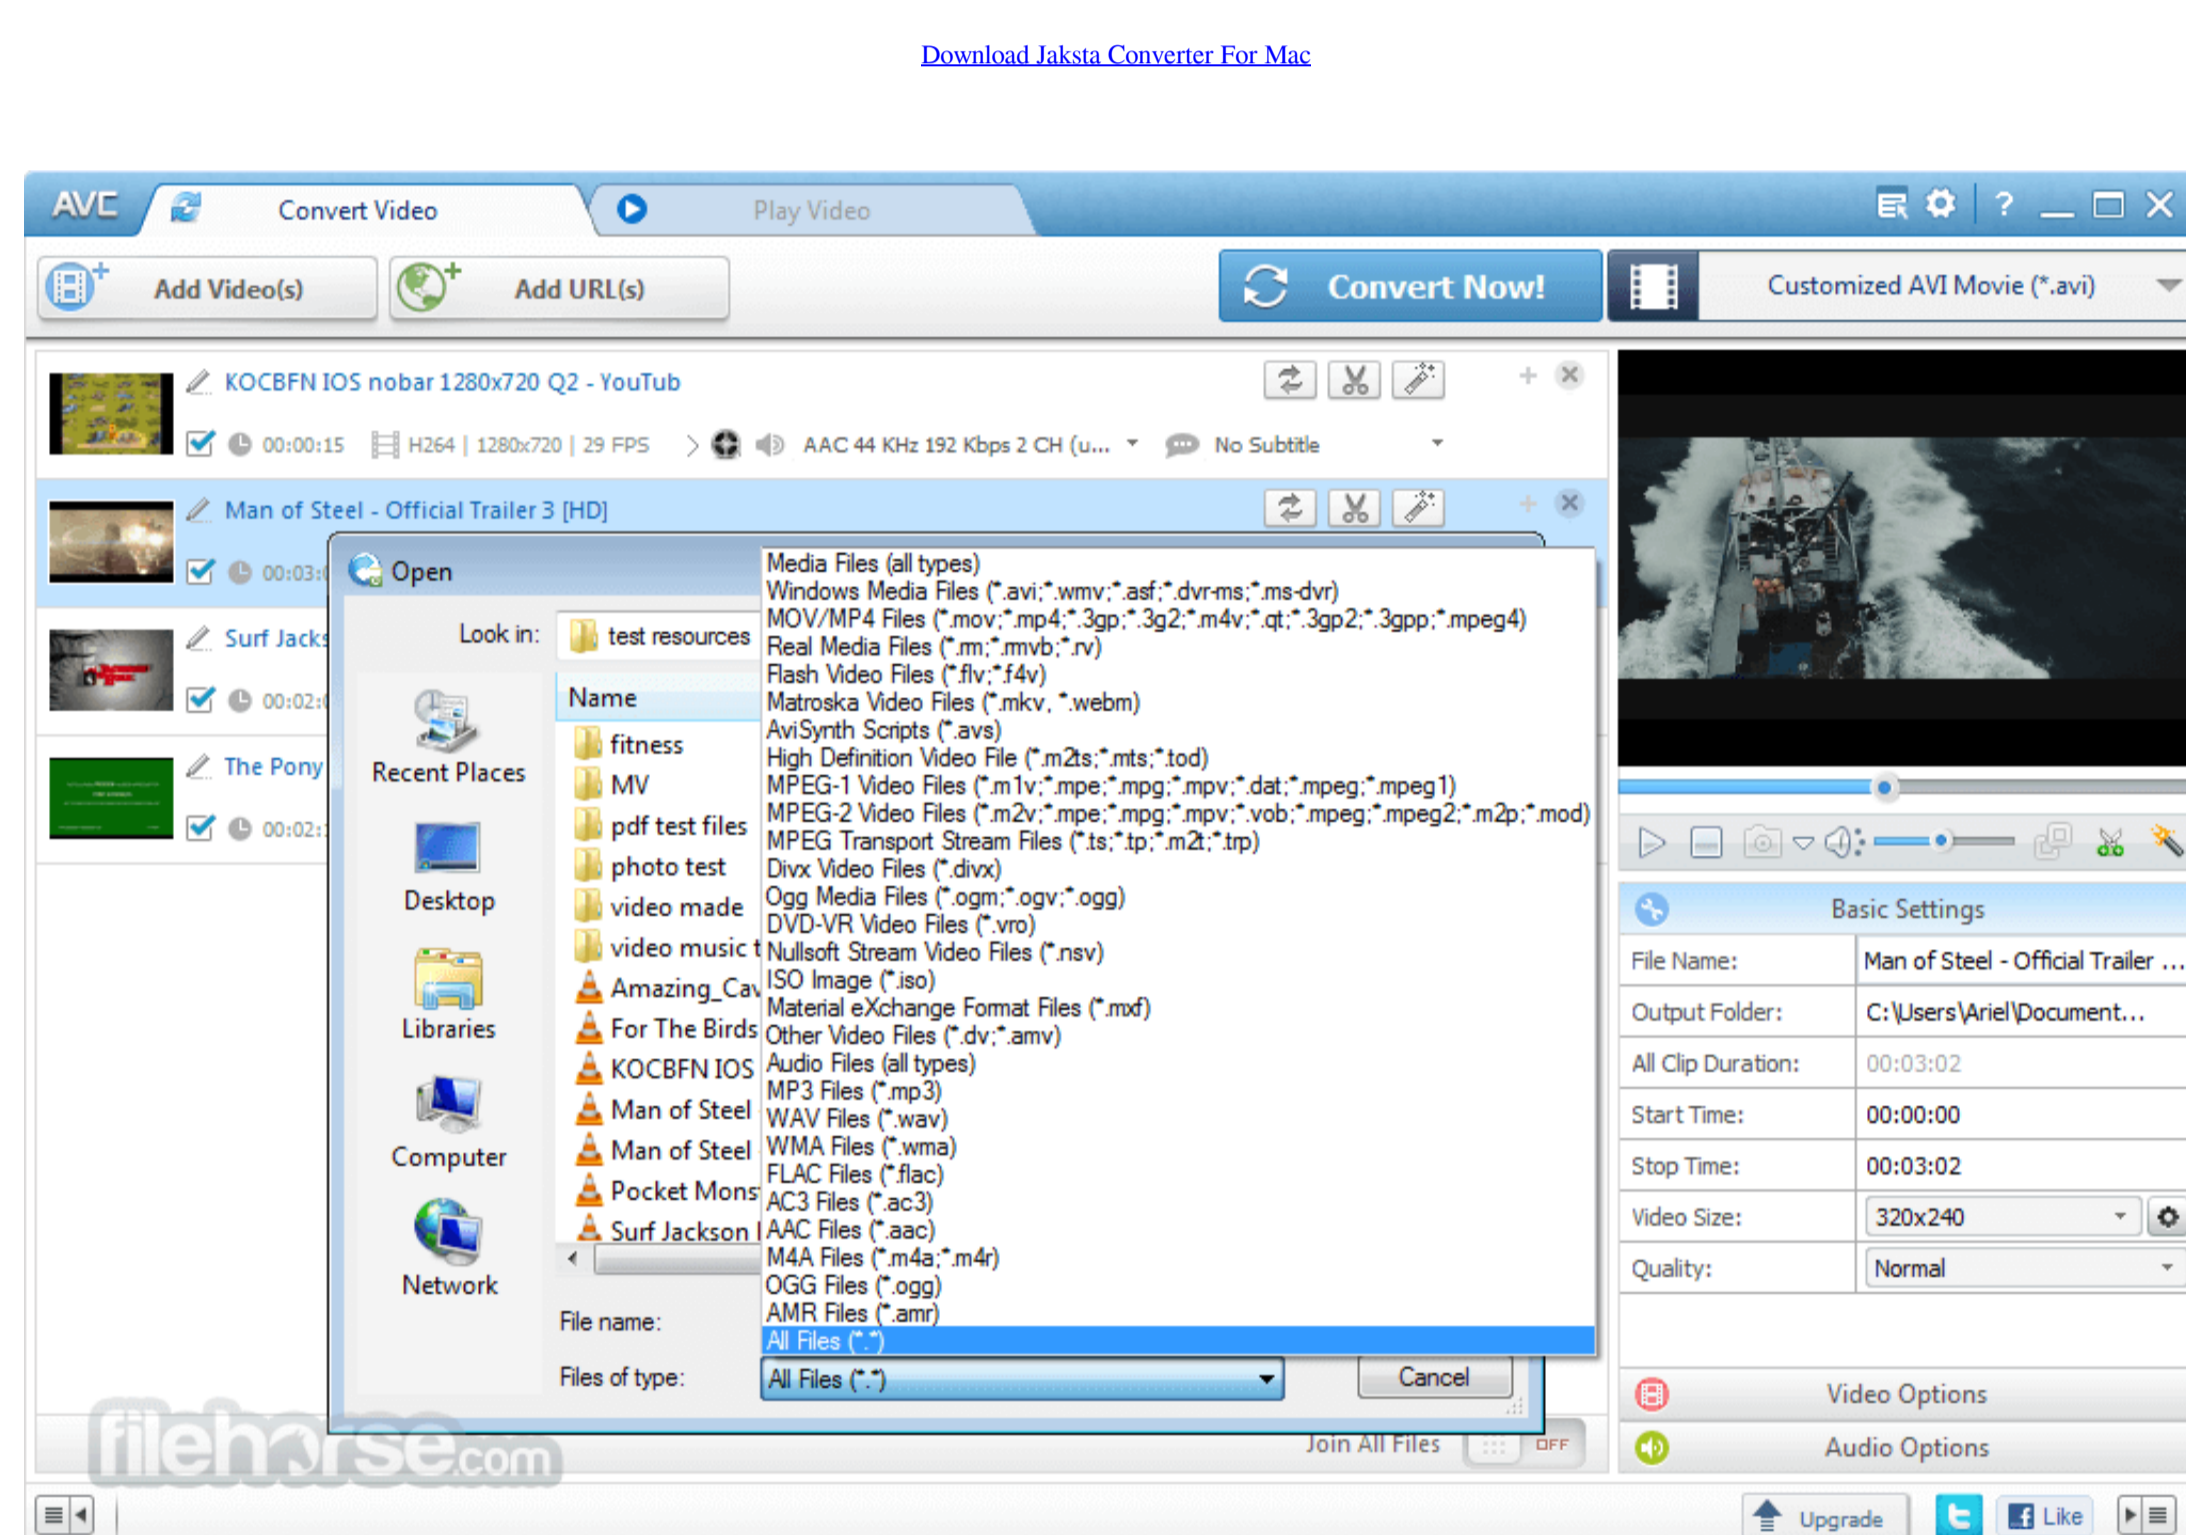 Download Jaksta Converter For Mac
AVC
Convert Video
Play Video
?
Add Video(s)
Add URL(s)
Convert Now!
Customized AVI Movie (*.avi)
KOCBFN IOS nobar 1280x720 Q2 - YouTub
00:00:15
H264 | 1280x720 | 29 FPS
AAC 44 KHz 192 Kbps 2 CH (u...
No Subtitle
Man of Steel - Official Trailer 3 [HD]
00:03:
Surf Jacks
00:02:
The Pony
00:02:
Open
Look in:
test resources
Name
fitness
MV
pdf test files
photo test
video made
video music t
Amazing_Cav
For The Birds
KOCBFN IOS
Man of Steel
Man of Steel
Pocket Mons
Surf Jackson
Recent Places
Desktop
Libraries
Computer
Network
Media Files (all types)
Windows Media Files (*.avi;*.wmv;*.asf;*.dvr-ms;*.ms-dvr)
MOV/MP4 Files (*.mov;*.mp4;*.3gp;*.3g2;*.m4v;*.qt;*.3gp2;*.3gpp;*.mpeg4)
Real Media Files (*.rm;*.rmvb;*.rv)
Flash Video Files (*.flv;*.f4v)
Matroska Video Files (*.mkv, *.webm)
AviSynth Scripts (*.avs)
High Definition Video File (*.m2ts;*.mts;*.tod)
MPEG-1 Video Files (*.m1v;*.mpe;*.mpg;*.mpv;*.dat;*.mpeg;*.mpeg1)
MPEG-2 Video Files (*.m2v;*.mpe;*.mpg;*.mpv;*.vob;*.mpeg;*.mpeg2;*.m2p;*.mod)
MPEG Transport Stream Files (*.ts;*.tp;*.m2t;*.trp)
Divx Video Files (*.divx)
Ogg Media Files (*.ogm;*.ogv;*.ogg)
DVD-VR Video Files (*.vro)
Nullsoft Stream Video Files (*.nsv)
ISO Image (*.iso)
Material eXchange Format Files (*.mxf)
Other Video Files (*.dv;*.amv)
Audio Files (all types)
MP3 Files (*.mp3)
WAV Files (*.wav)
WMA Files (*.wma)
FLAC Files (*.flac)
AC3 Files (*.ac3)
AAC Files (*.aac)
M4A Files (*.m4a;*.m4r)
OGG Files (*.ogg)
AMR Files (*.amr)
All Files (*.*)
File name:
Files of type:
All Files (*.*)
Cancel
Basic Settings
File Name:
Man of Steel - Official Trailer ...
Output Folder:
C:\Users\Ariel\Document...
All Clip Duration:
00:03:02
Start Time:
00:00:00
Stop Time:
00:03:02
Video Size:
320x240
Quality:
Normal
Video Options
Audio Options
filehorse.com
Join All Files
OFF
Upgrade
Like